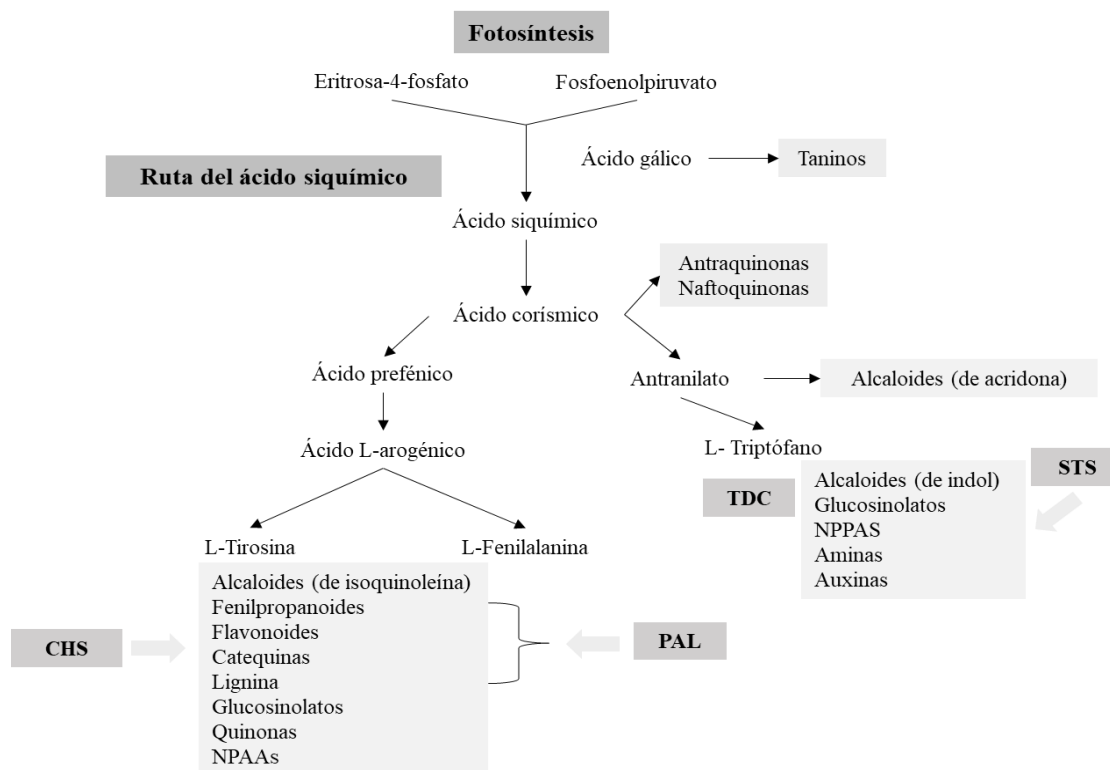 Fotosíntesis
Eritrosa-4-fosfato
Fosfoenolpiruvato
Ácido gálico
Taninos
Ruta del ácido siquímico
Ácido siquímico
Antraquinonas
Naftoquinonas
Ácido corísmico
Ácido prefénico
Antranilato
Alcaloides (de acridona)
Ácido L-arogénico
L- Triptófano
STS
TDC
Alcaloides (de indol)
Glucosinolatos
NPPAS
Aminas
Auxinas
L-Tirosina
L-Fenilalanina
Alcaloides (de isoquinoleína)
Fenilpropanoides
Flavonoides
Catequinas
Lignina
Glucosinolatos
Quinonas
NPAAs
CHS
PAL